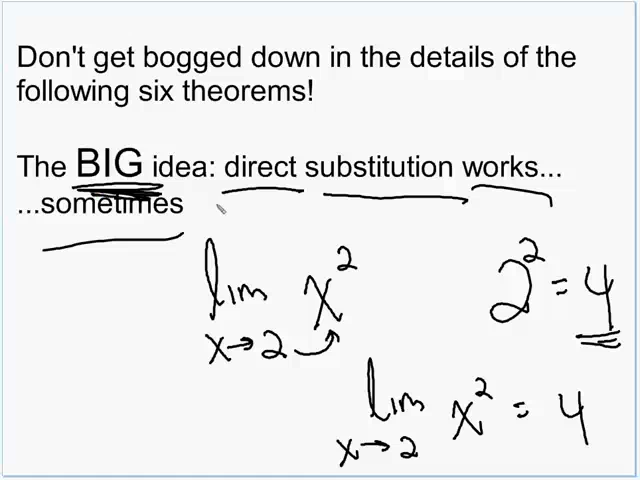 Don't get bogged down in the details of the
following six theorems!
The BIG idea: direct substitution works...
...sometimes
lim x² 2² = 4
x→2
lim x² = 4
x→2